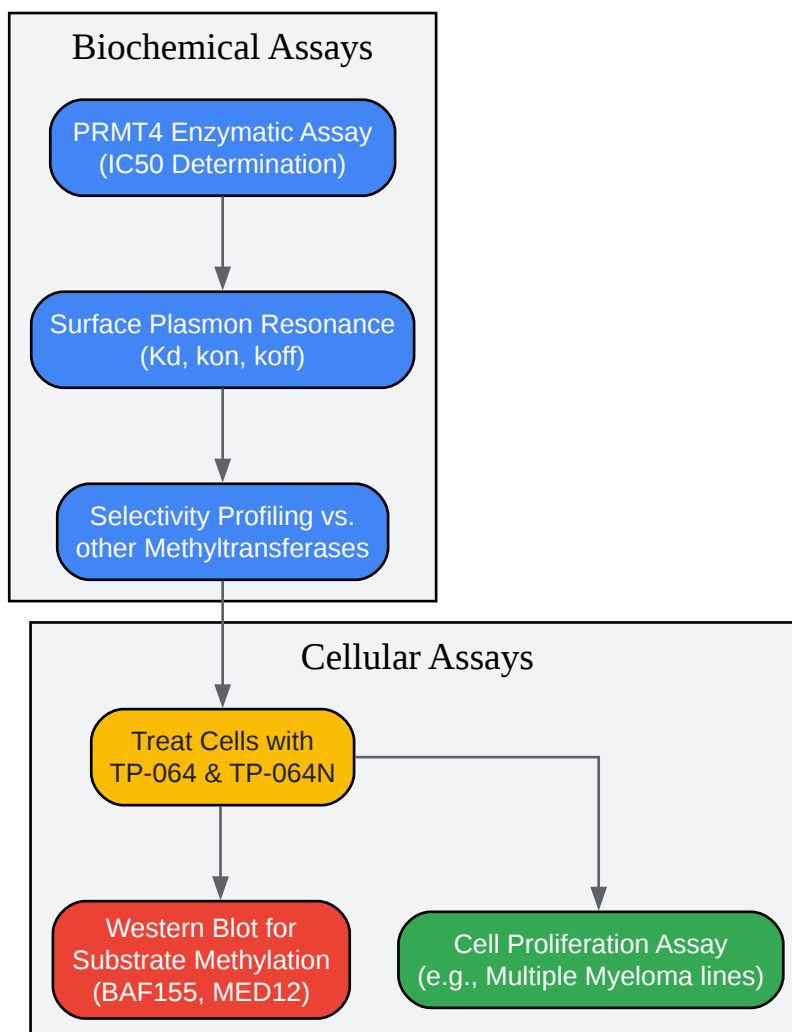 Biochemical Assays
PRMT4 Enzymatic Assay
(IC50 Determination)
Surface Plasmon Resonance
(Kd, kon, koff)
Selectivity Profiling vs.
other Methyltransferases
Cellular Assays
Treat Cells with
TP-064 & TP-064N
Western Blot for
Substrate Methylation
(BAF155, MED12)
Cell Proliferation Assay
(e.g., Multiple Myeloma lines)